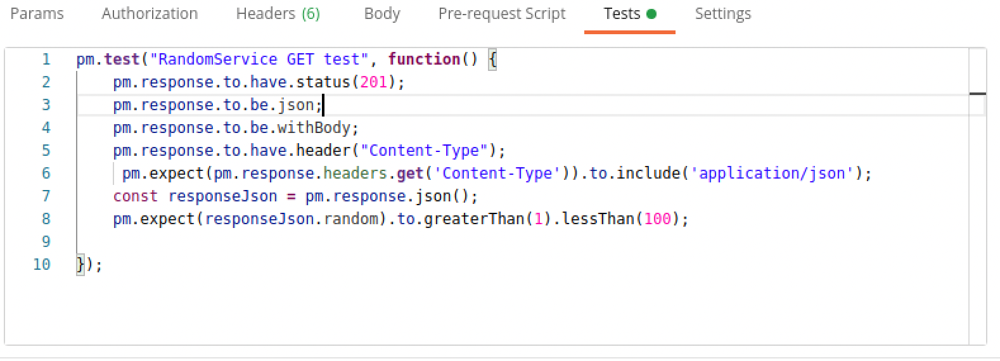 Params Authorization Headers (6) Body Pre-request Script Tests Settings
1 pm.test("RandomService GET test", function() {
2 pm.response.to.have.status(201);
3 pm.response.to.be.json;
4 pm.response.to.be.withBody;
5 pm.response.to.have.header("Content-Type");
6 pm.expect(pm.response.headers.get('Content-Type')).to.include('application/json');
7 const responseJson = pm.response.json();
8 pm.expect(responseJson.random).to.greaterThan(1).lessThan(100);
9
10 });